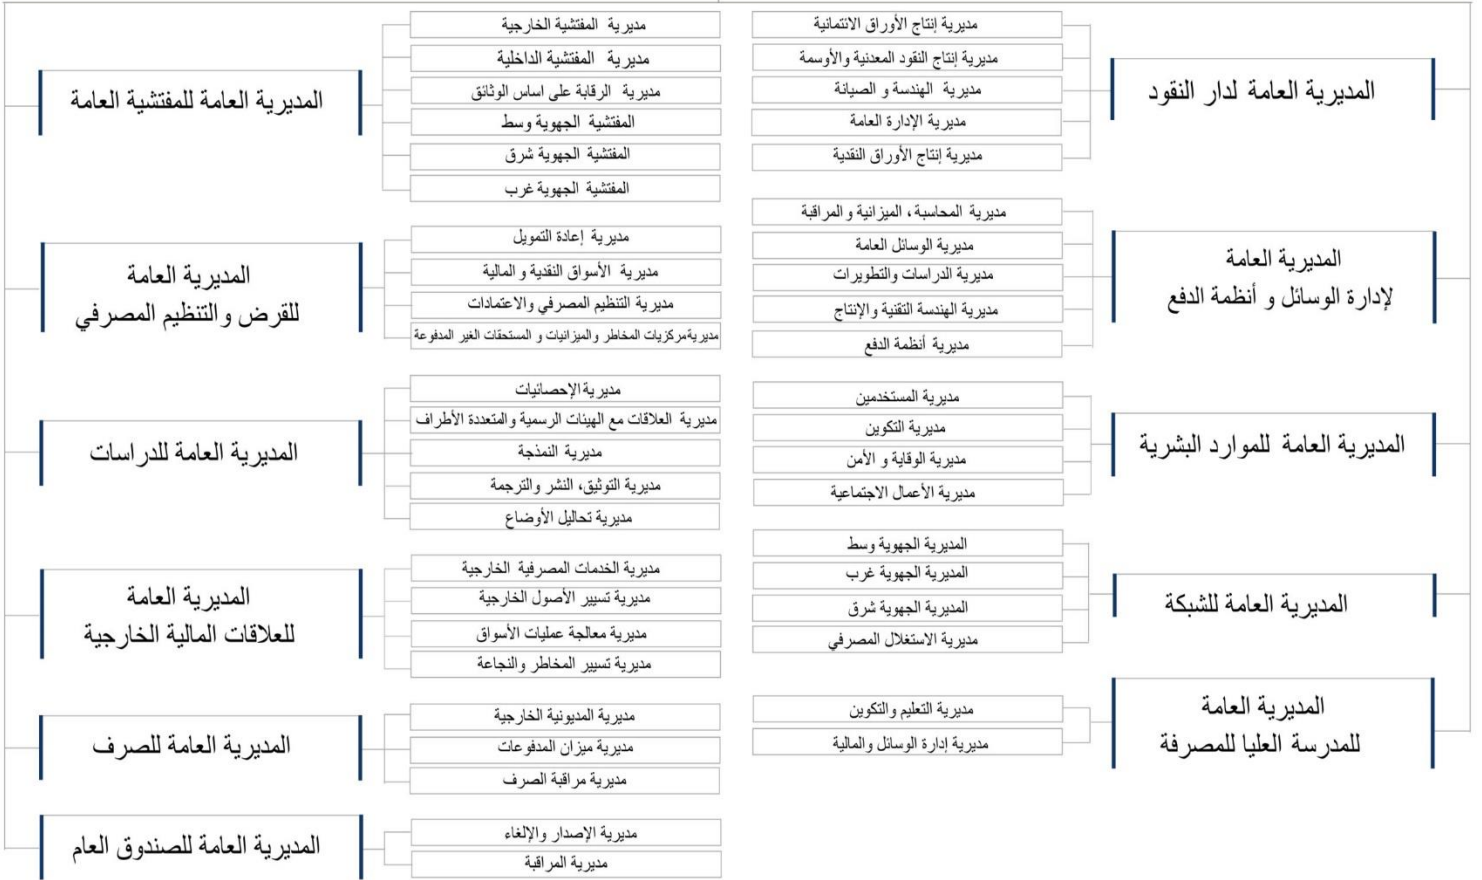 المديرية العامة لدار النقود
مديرية إنتاج الأوراق الائتمانية
مديرية إنتاج النقود المعدنية والأوسمة
مديرية الهندسة و الصيانة
مديرية الإدارة العامة
مديرية إنتاج الأوراق النقدية
المديرية العامة
لإدارة الوسائل و أنظمة الدفع
مديرية المحاسبة ، الميزانية و المراقبة
مديرية الوسائل العامة
مديرية الدراسات والتطويرات
مديرية الهندسة التقنية والإنتاج
مديرية أنظمة الدفع
المديرية العامة للموارد البشرية
مديرية المستخدمين
مديرية التكوين
مديرية الوقاية و الأمن
مديرية الأعمال الاجتماعية
المديرية العامة للشبكة
المديرية الجهوية وسط
المديرية الجهوية غرب
المديرية الجهوية شرق
مديرية الاستغلال المصرفي
المديرية العامة
للمدرسة العليا للمصرفة
مديرية التعليم والتكوين
مديرية إدارة الوسائل والمالية
مديرية المفتشية الخارجية
مديرية المفتشية الداخلية
مديرية الرقابة على اساس الوثائق
المفتشية الجهوية وسط
المفتشية الجهوية شرق
المفتشية الجهوية غرب
المديرية العامة للمفتشية العامة
مديرية إعادة التمويل
مديرية الأسواق النقدية و المالية
مديرية التنظيم المصرفي والاعتمادات
مديريةمركزيات المخاطر والميزانيات و المستحقات الغير المدفوعة
المديرية العامة
للقرض والتنظيم المصرفي
مديرية الإحصائيات
مديرية العلاقات مع الهيئات الرسمية والمتعددة الأطراف
مديرية النمذجة
مديرية التوثيق، النشر والترجمة
مديرية تحاليل الأوضاع
المديرية العامة للدراسات
مديرية الخدمات المصرفية الخارجية
مديرية تسيير الأصول الخارجية
مديرية معالجة عمليات الأسواق
مديرية تسيير المخاطر والنجاعة
المديرية العامة
للعلاقات المالية الخارجية
مديرية المديونية الخارجية
مديرية ميزان المدفوعات
مديرية مراقبة الصرف
المديرية العامة للصرف
مديرية الإصدار والإلغاء
مديرية المراقبة
المديرية العامة للصندوق العام